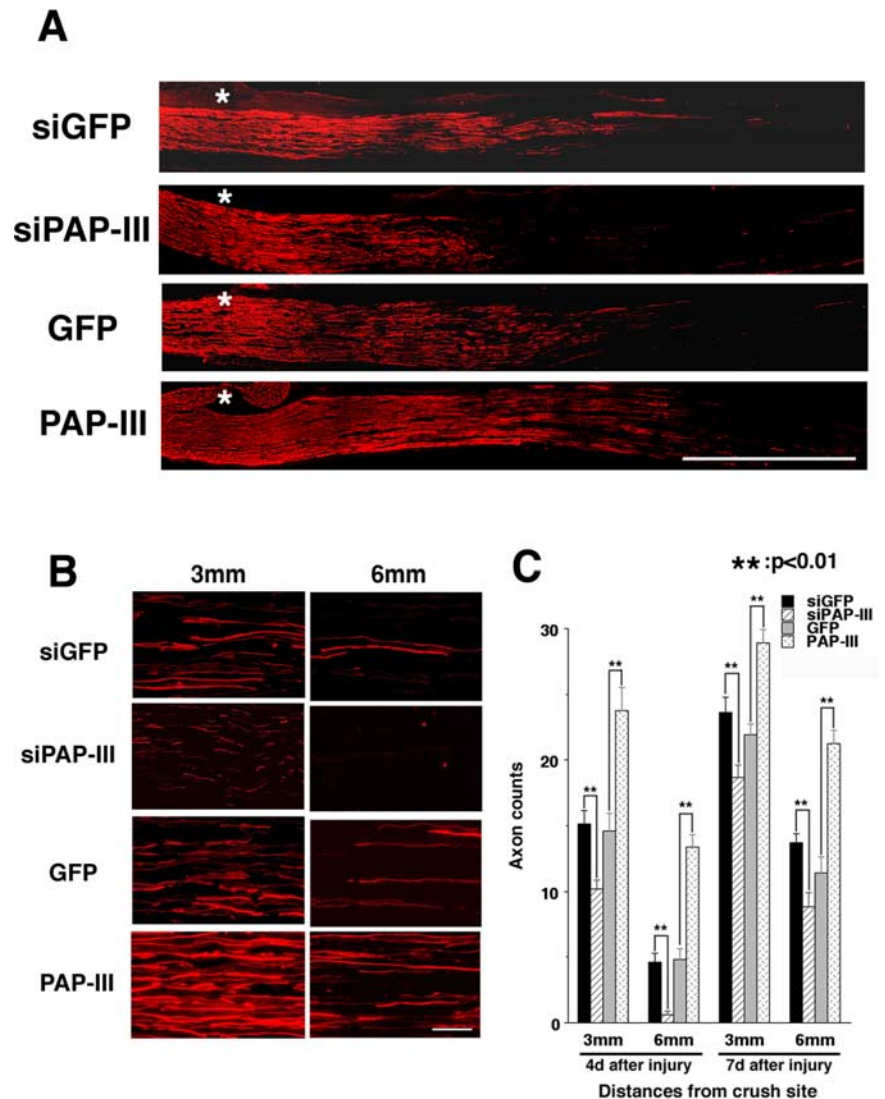 A
siGFP
*
siPAP-III
*
GFP
*
PAP-III
*
B
3mm 6mm
siGFP
siPAP-III
GFP
PAP-III
C
**:p<0.01
siGFP
siPAP-III
GFP
PAP-III
30
20
10
0
Axon counts
** ** ** ** ** ** ** **
3mm 6mm 3mm 6mm
4d after injury 7d after injury
Distances from crush site